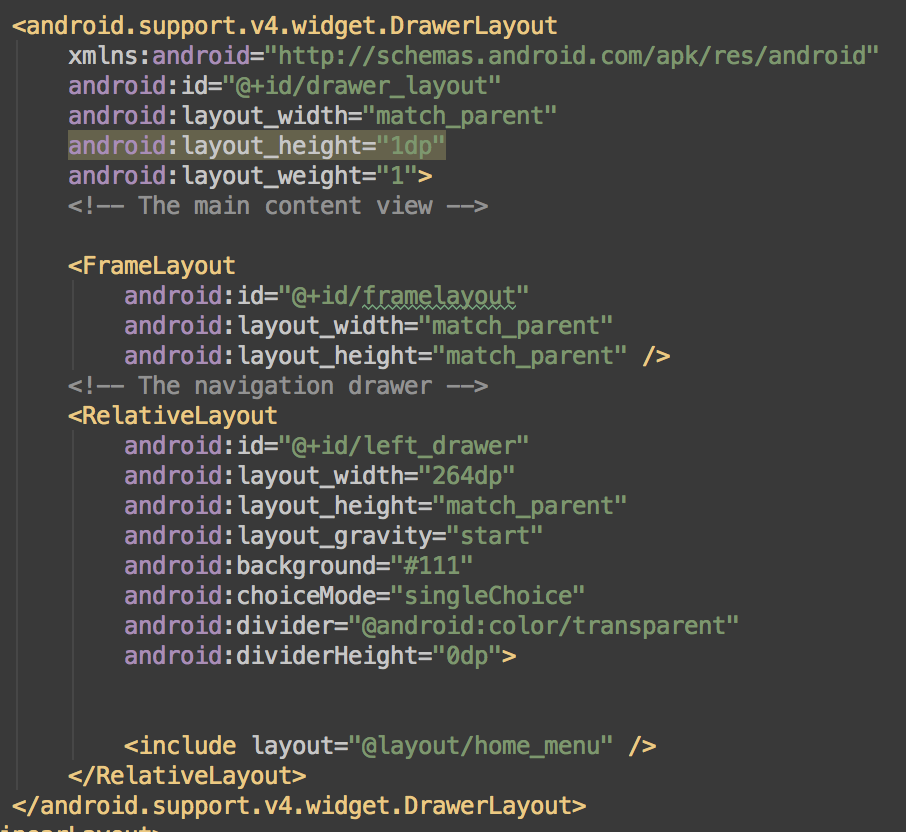 <android.support.v4.widget.DrawerLayout
    xmlns:android="http://schemas.android.com/apk/res/android"
    android:id="@+id/drawer_layout"
    android:layout_width="match_parent"
    android:layout_height="1dp"
    android:layout_weight="1">
    <!-- The main content view -->
    <FrameLayout
        android:id="@+id/framelayout"
        android:layout_width="match_parent"
        android:layout_height="match_parent" />
    <!-- The navigation drawer -->
    <RelativeLayout
        android:id="@+id/left_drawer"
        android:layout_width="264dp"
        android:layout_height="match_parent"
        android:layout_gravity="start"
        android:background="#111"
        android:choiceMode="singleChoice"
        android:divider="@android:color/transparent"
        android:dividerHeight="0dp">
        <include layout="@layout/home_menu" />
    </RelativeLayout>
</android.support.v4.widget.DrawerLayout>